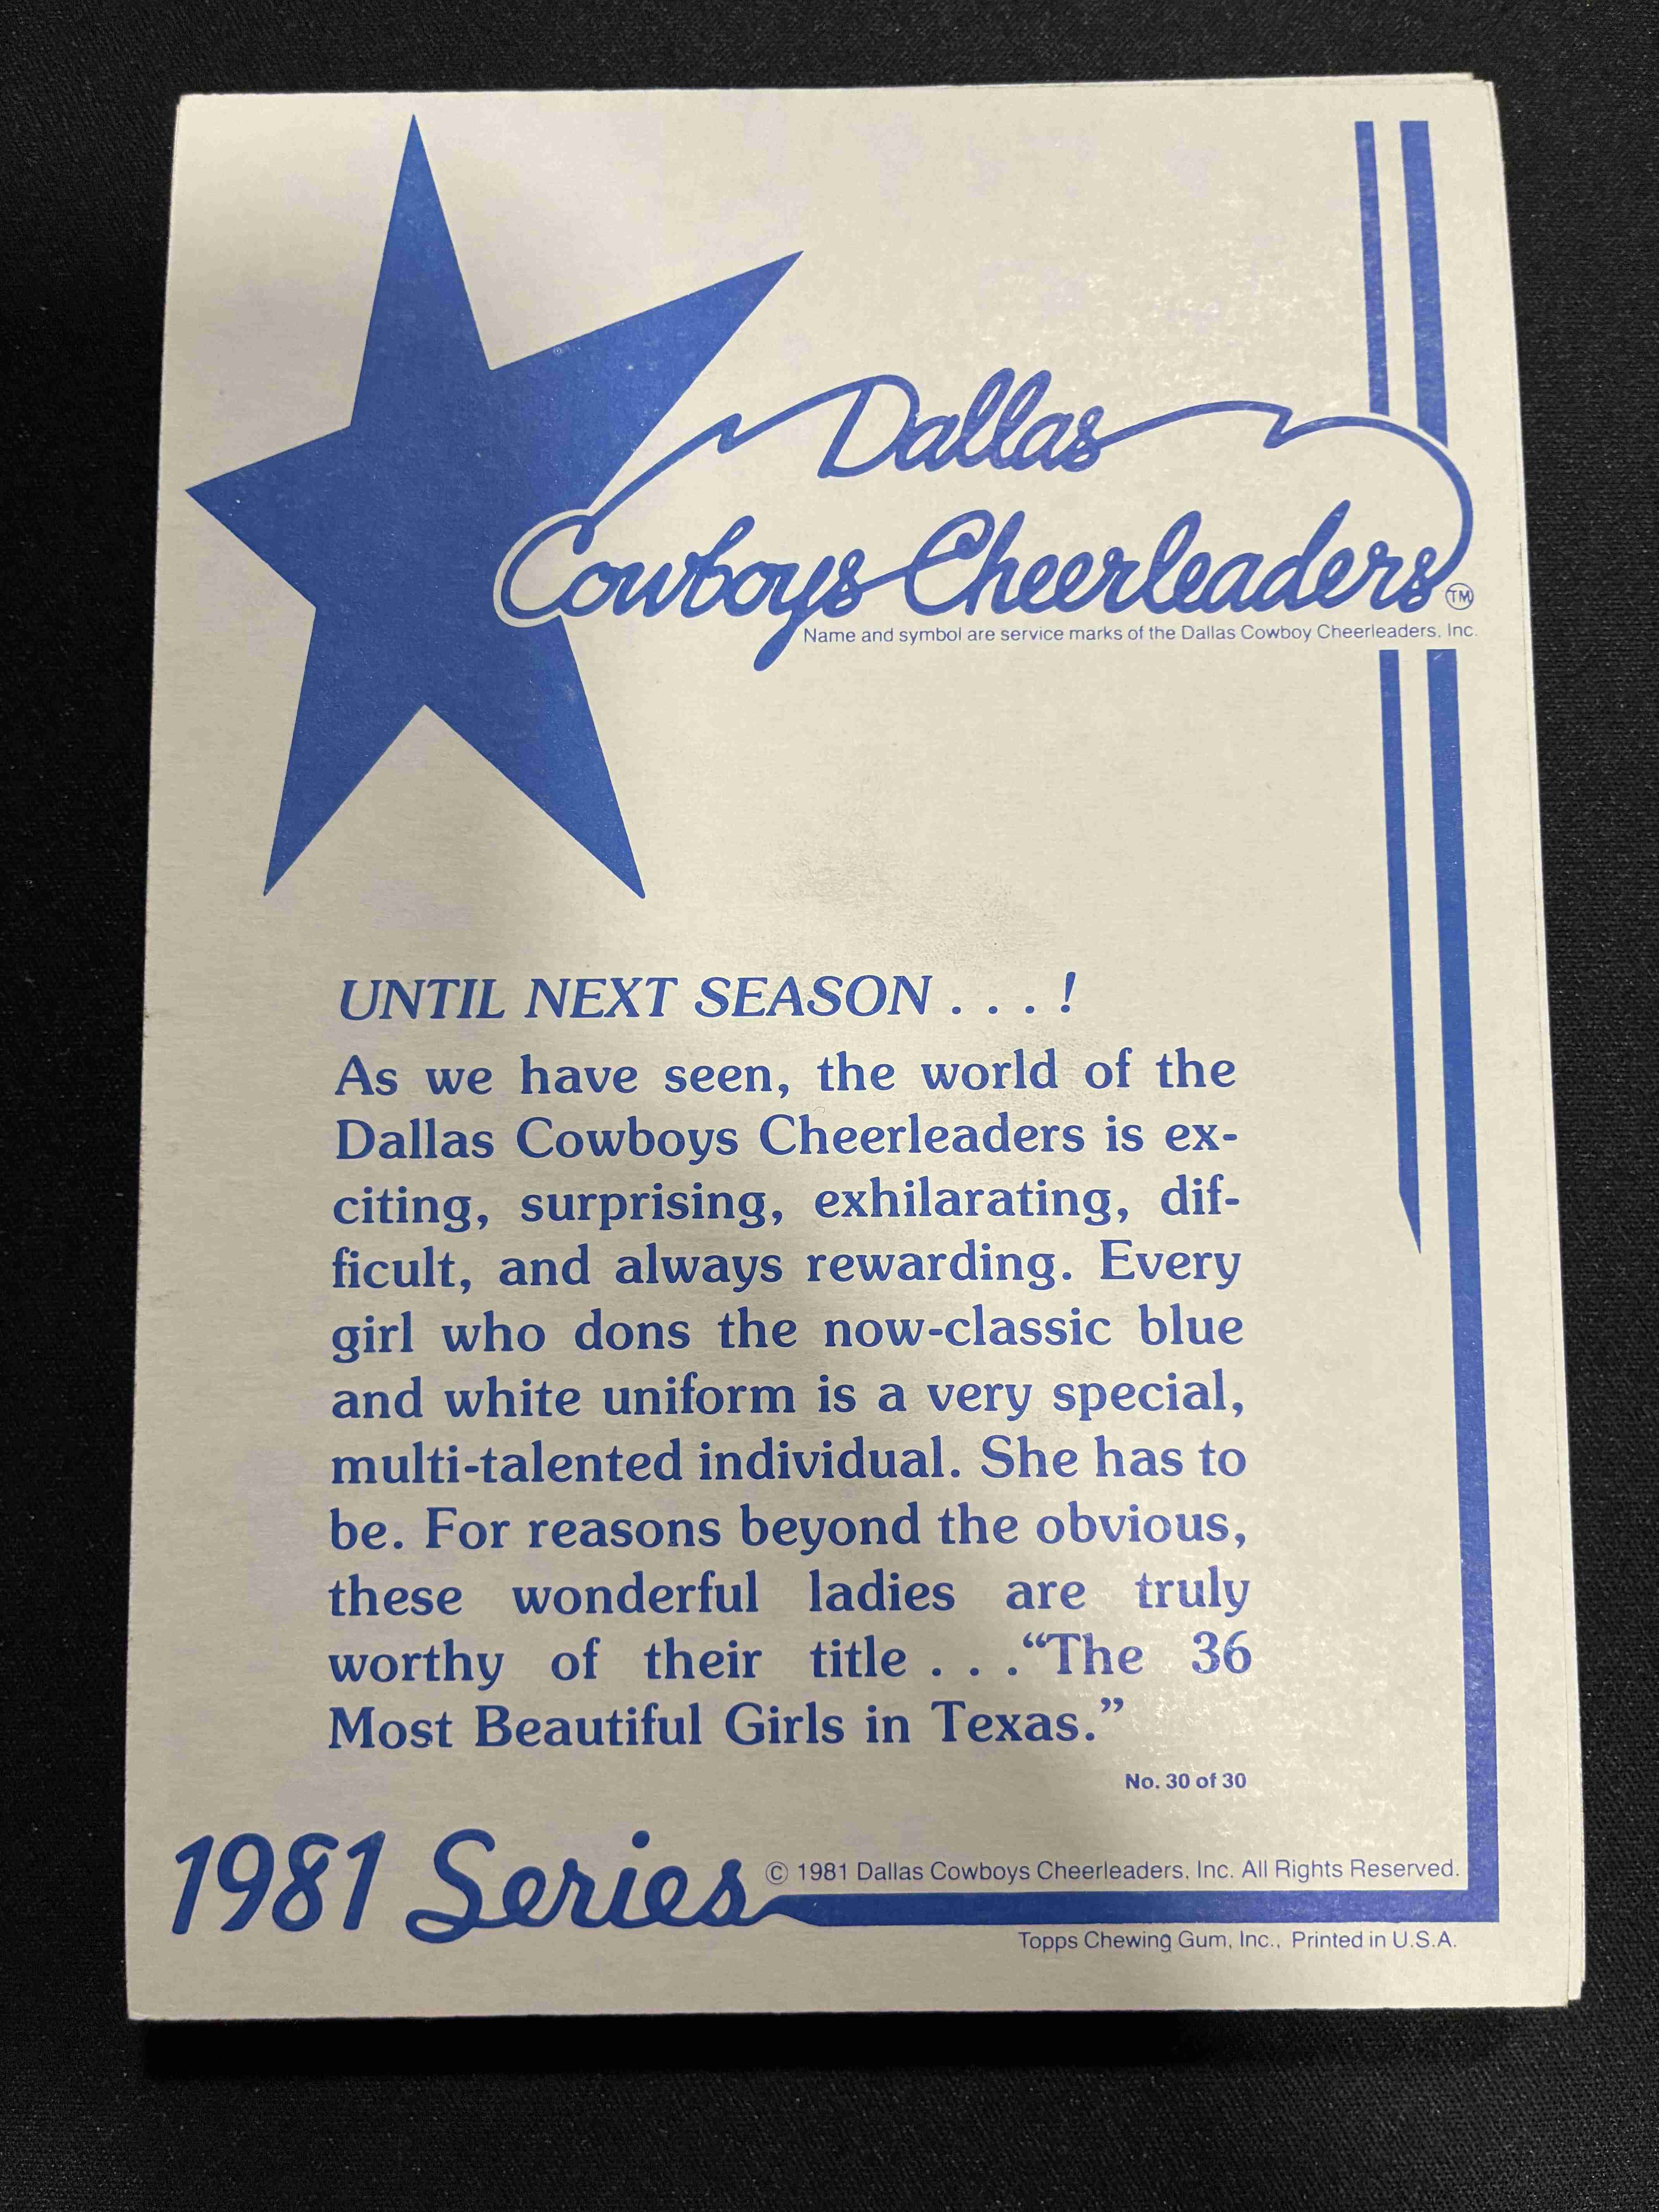 Dallas
Cowboys Cheerleaders™
Name and symbol are service marks of the Dallas Cowboy Cheerleaders, Inc.
UNTIL NEXT SEASON . . . !
As we have seen, the world of the
Dallas Cowboys Cheerleaders is ex-
citing, surprising, exhilarating, dif-
ficult, and always rewarding. Every
girl who dons the now-classic blue
and white uniform is a very special,
multi-talented individual. She has to
be. For reasons beyond the obvious,
these wonderful ladies are truly
worthy of their title . . . “The 36
Most Beautiful Girls in Texas.”
No. 30 of 30
1981 Series
© 1981 Dallas Cowboys Cheerleaders, Inc. All Rights Reserved.
Topps Chewing Gum, Inc., Printed in U.S.A.